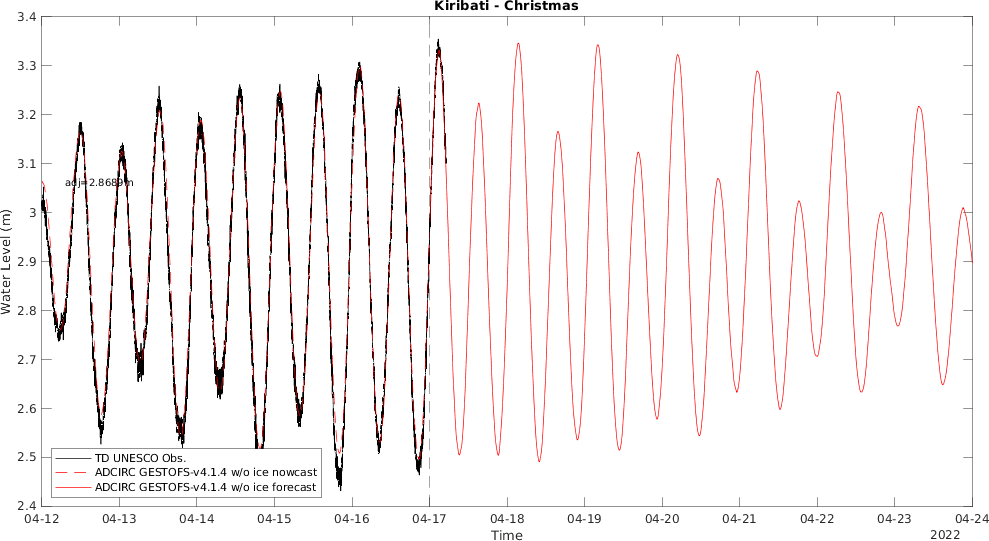 Kiribati - Christmas
3.4
3.3
3.2
3.1
3
2.9
2.8
2.7
2.6
2.5
2.4
Water Level (m)
adj=2.8689m
TD UNESCO Obs.
ADCIRC GESTOFS-v4.1.4 w/o ice nowcast
ADCIRC GESTOFS-v4.1.4 w/o ice forecast
04-12 04-13 04-14 04-15 04-16 04-17 04-18 04-19 04-20 04-21 04-22 04-23 04-24
Time
2022